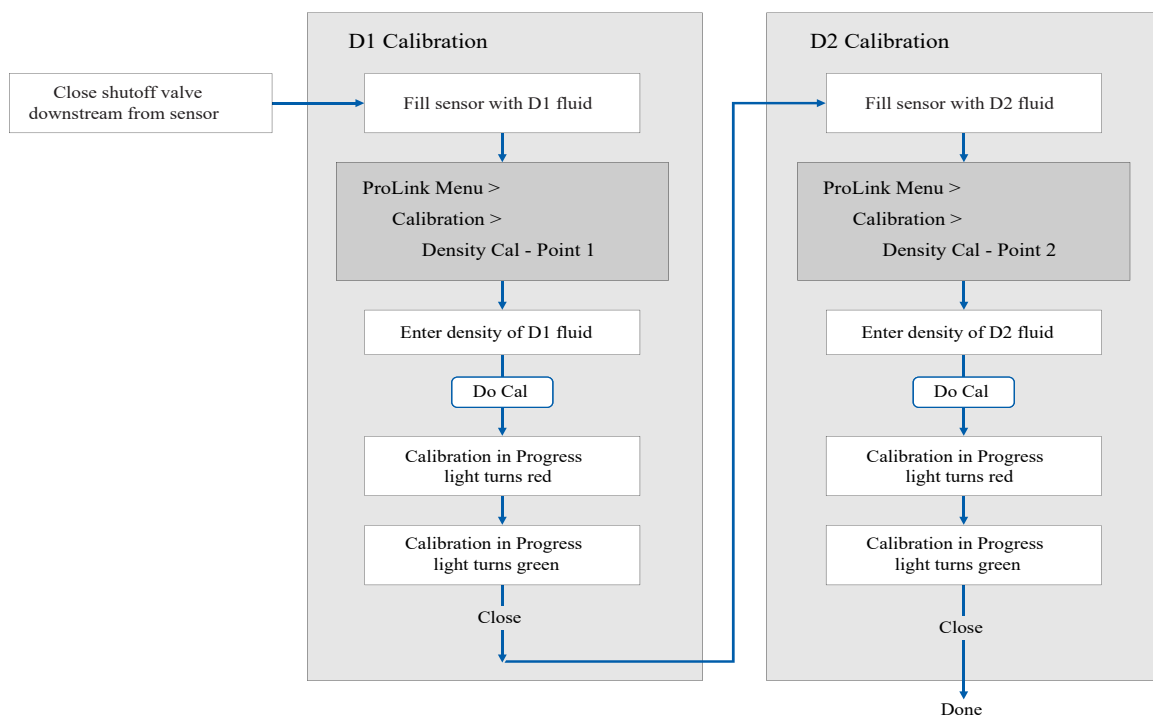 Close shutoff valve
downstream from sensor
D1 Calibration
Fill sensor with D1 fluid
ProLink Menu >
Calibration >
Density Cal - Point 1
Enter density of D1 fluid
Do Cal
Calibration in Progress
light turns red
Calibration in Progress
light turns green
Close
D2 Calibration
Fill sensor with D2 fluid
ProLink Menu >
Calibration >
Density Cal - Point 2
Enter density of D2 fluid
Do Cal
Calibration in Progress
light turns red
Calibration in Progress
light turns green
Close
Done